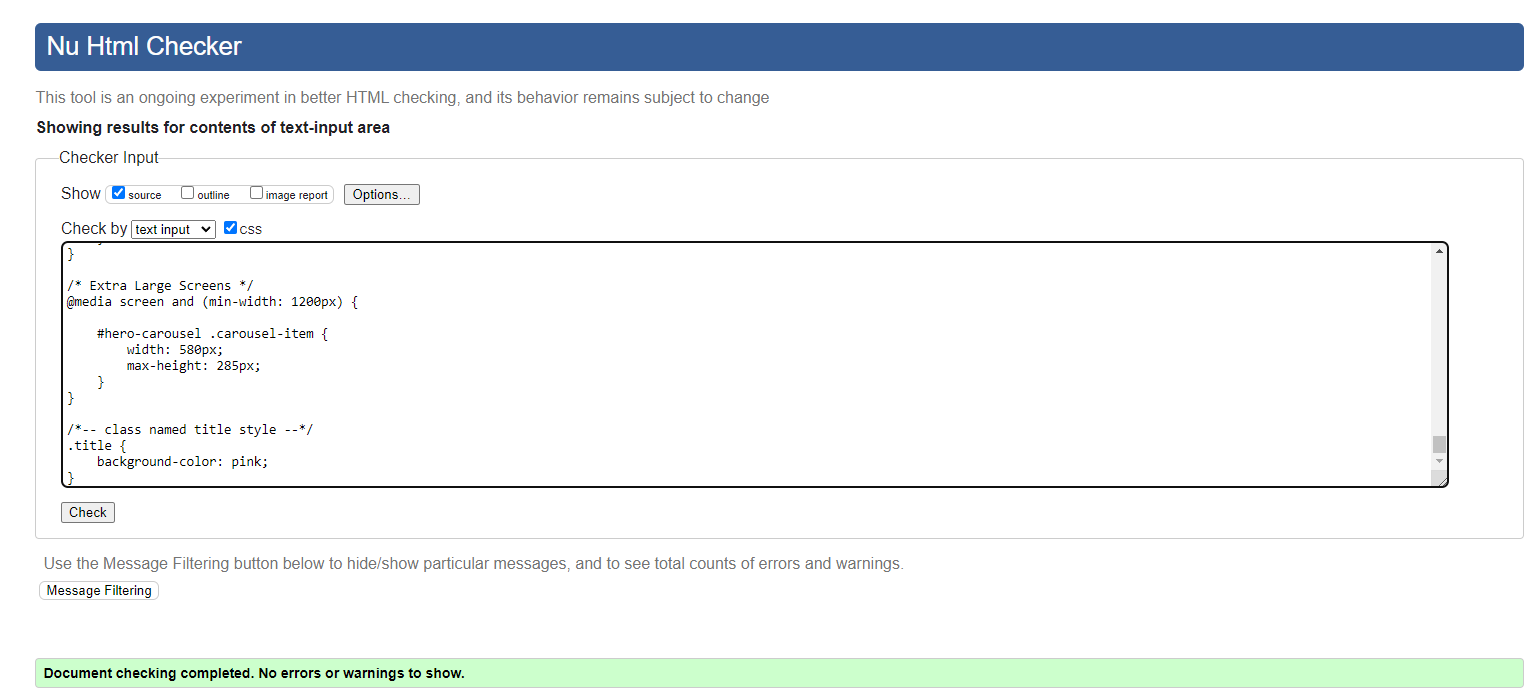 Nu Html Checker
This tool is an ongoing experiment in better HTML checking, and its behavior remains subject to change
Showing results for contents of text-input area
Checker Input
Show source outline image report Options...
Check by text input css
}
/* Extra Large Screens */
@media screen and (min-width: 1200px) {
#hero-carousel .carousel-item {
width: 580px;
max-height: 285px;
}
}
/*-- class named title style --*/
.title {
background-color: pink;
}
Check
Use the Message Filtering button below to hide/show particular messages, and to see total counts of errors and warnings.
Message Filtering
Document checking completed. No errors or warnings to show.